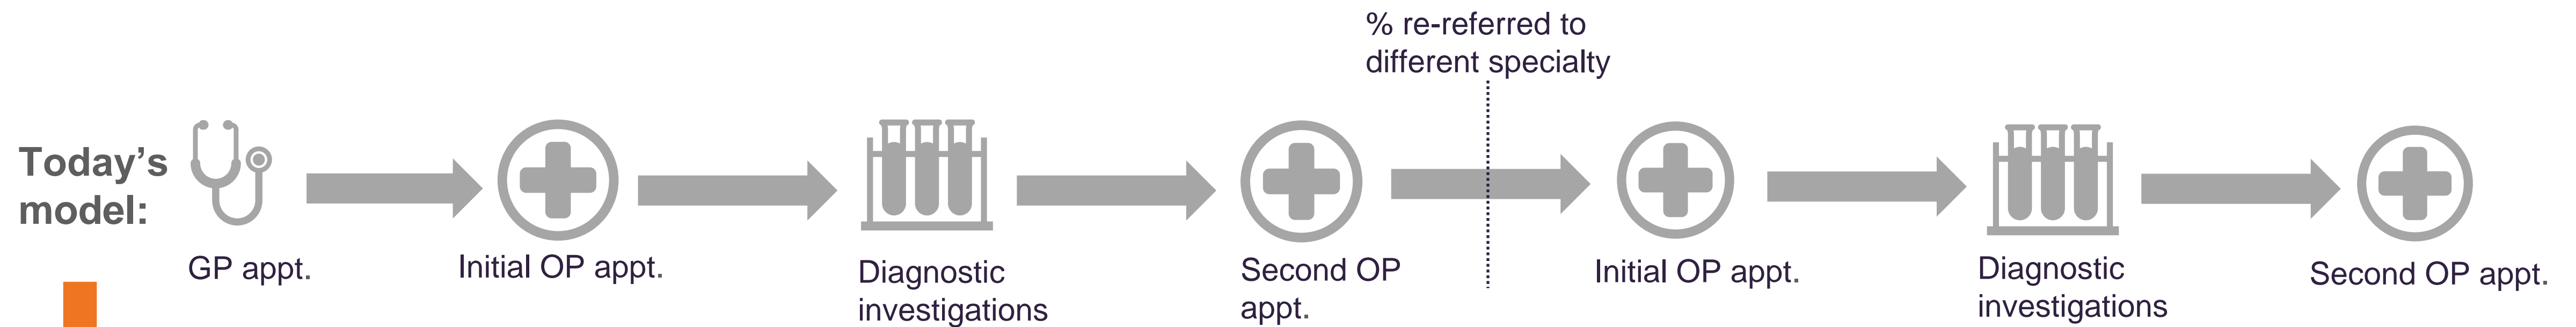 % re-referred to
different specialty
Today's
model:
GP appt.
Initial OP appt.
Diagnostic
investigations
Second OP
appt.
Initial OP appt.
Diagnostic
investigations
Second OP appt.